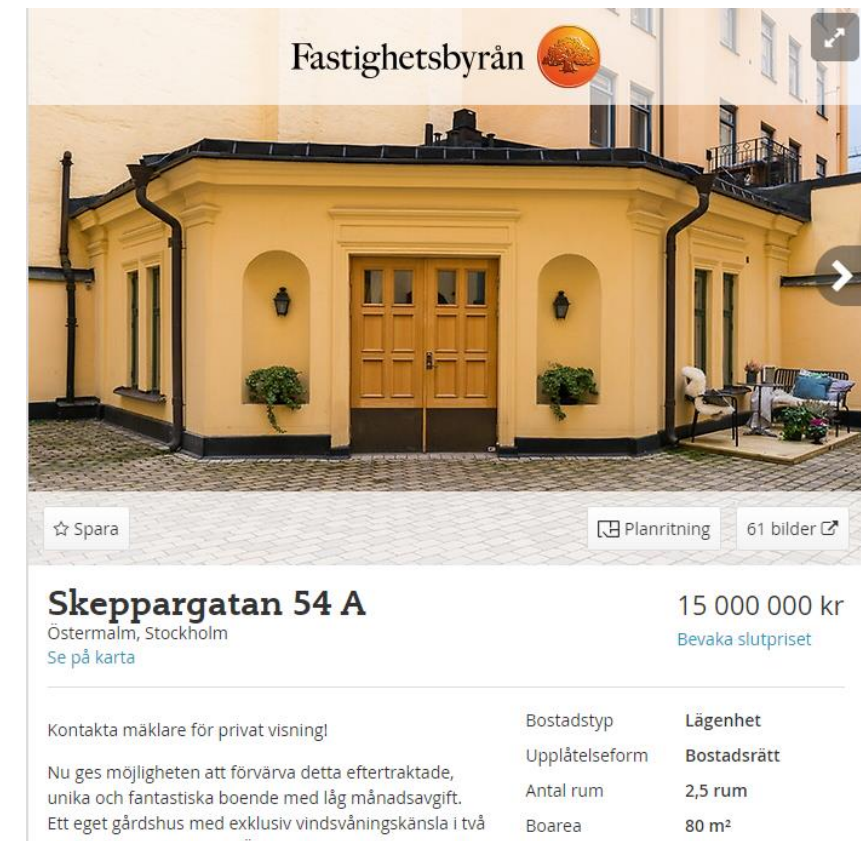 Fastighetsbyrån
Spara
Planritning
61 bilder
Skeppargatan 54 A
15 000 000 kr
Östermalm, Stockholm
Bevaka slutpriset
Se på karta
Kontakta mäklare för privat visning!
Nu ges möjligheten att förvärva detta eftertraktade,
unika och fantastiska boende med låg månadsavgift.
Ett eget gårdshus med exklusiv vindsvåningskänsla i två
Bostadstyp Lägenhet
Upplåtelseform Bostadsrätt
Antal rum 2,5 rum
Boarea 80 m²